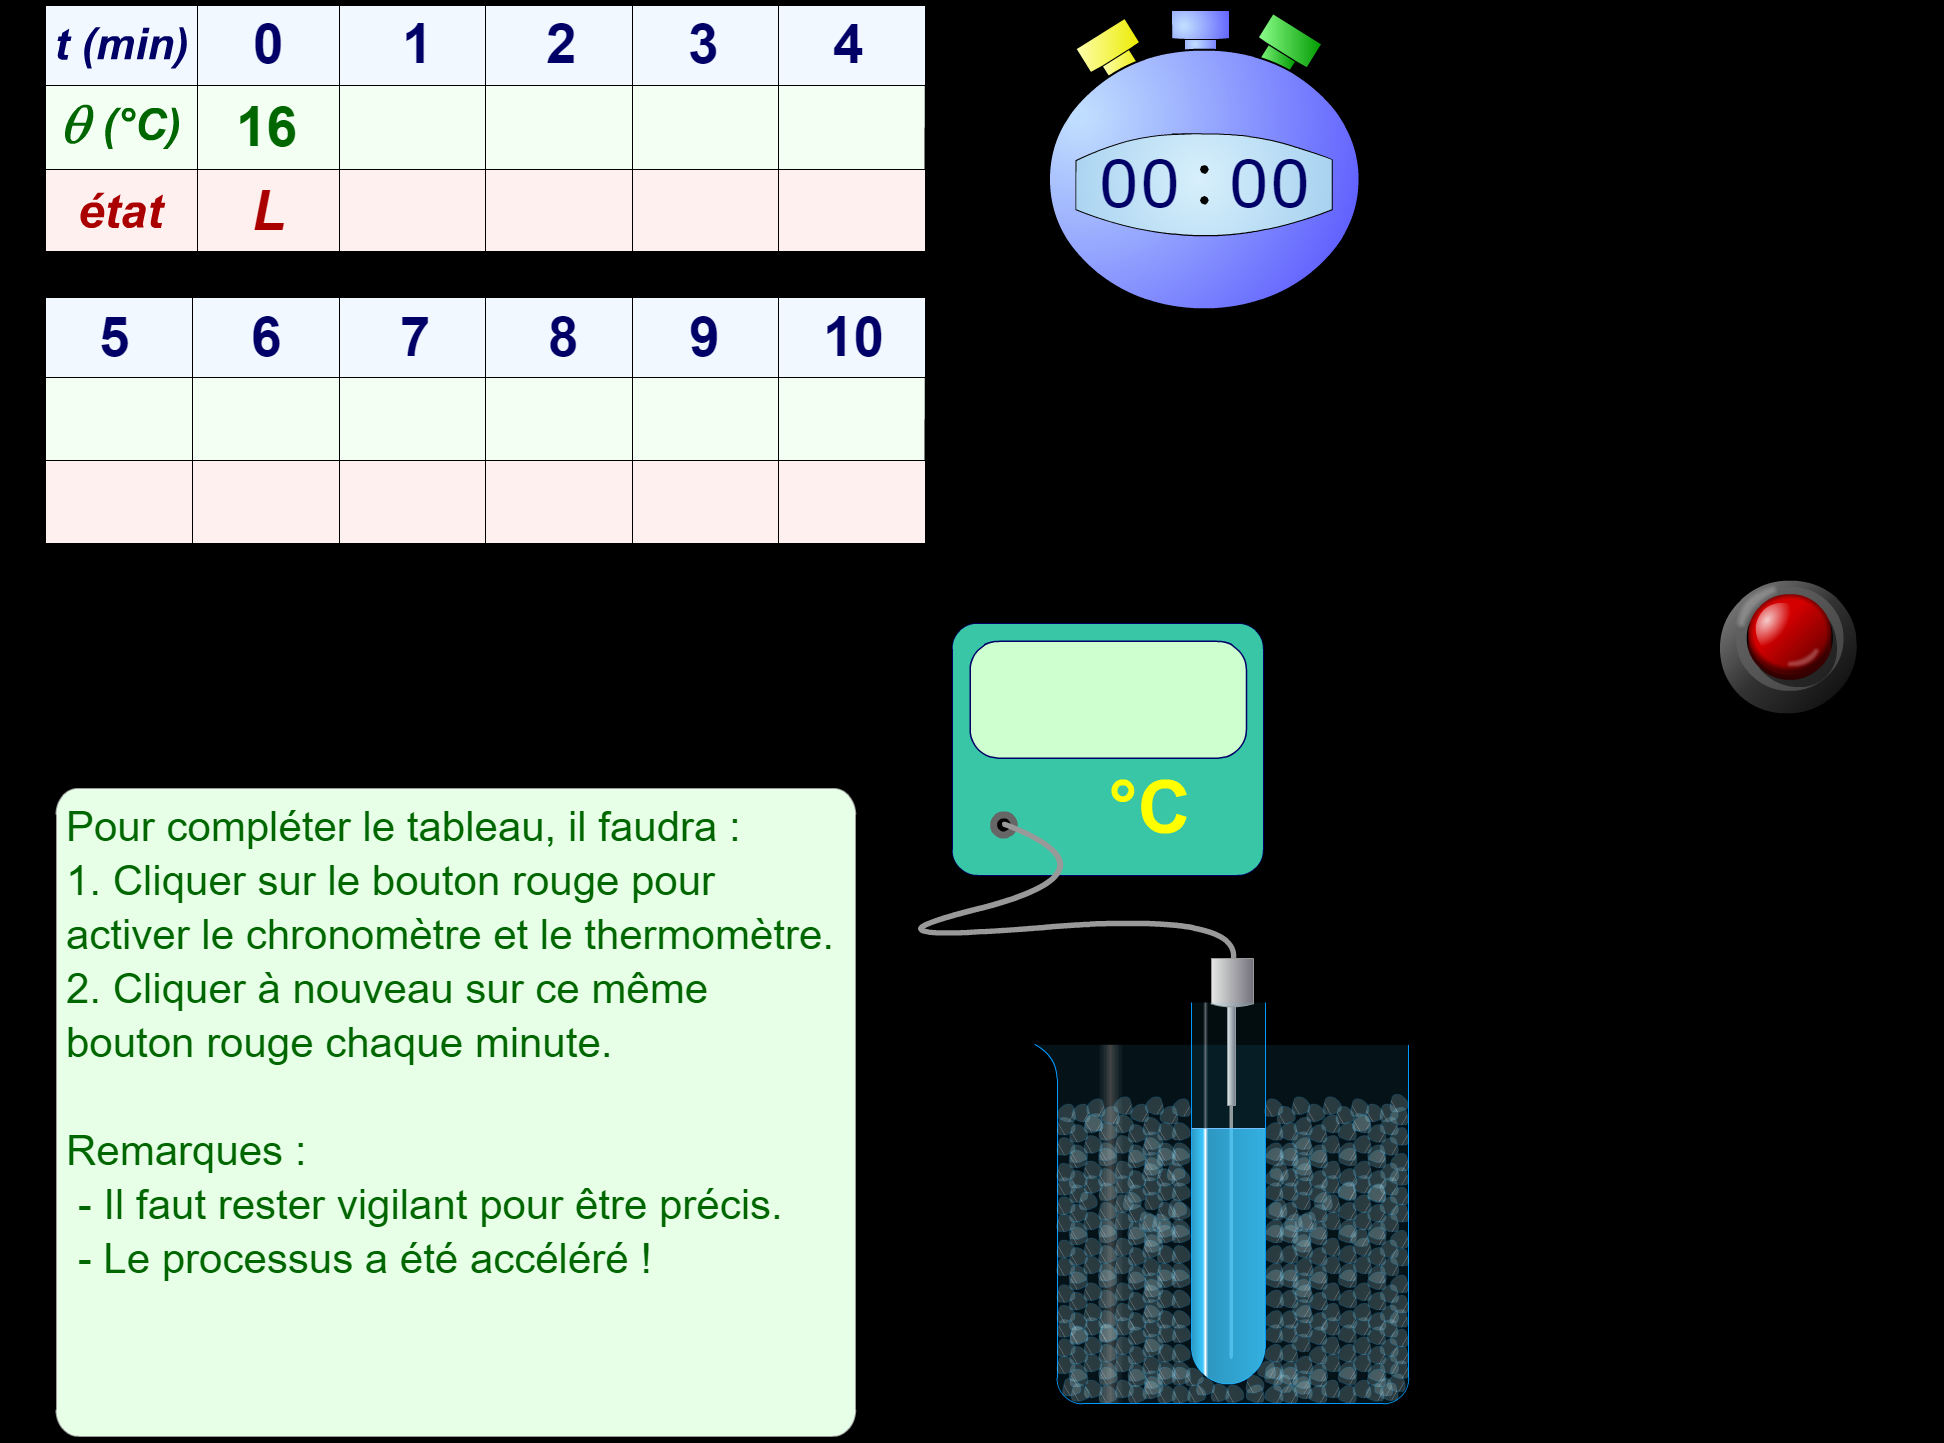 t (min) 0 1 2 3 4
θ (°C) 16
état L
00:00
5 6 7 8 9 10
°C
Pour compléter le tableau, il faudra :
1. Cliquer sur le bouton rouge pour
activer le chronomètre et le thermomètre.
2. Cliquer à nouveau sur ce même
bouton rouge chaque minute.
Remarques :
- Il faut rester vigilant pour être précis.
- Le processus a été accéléré !